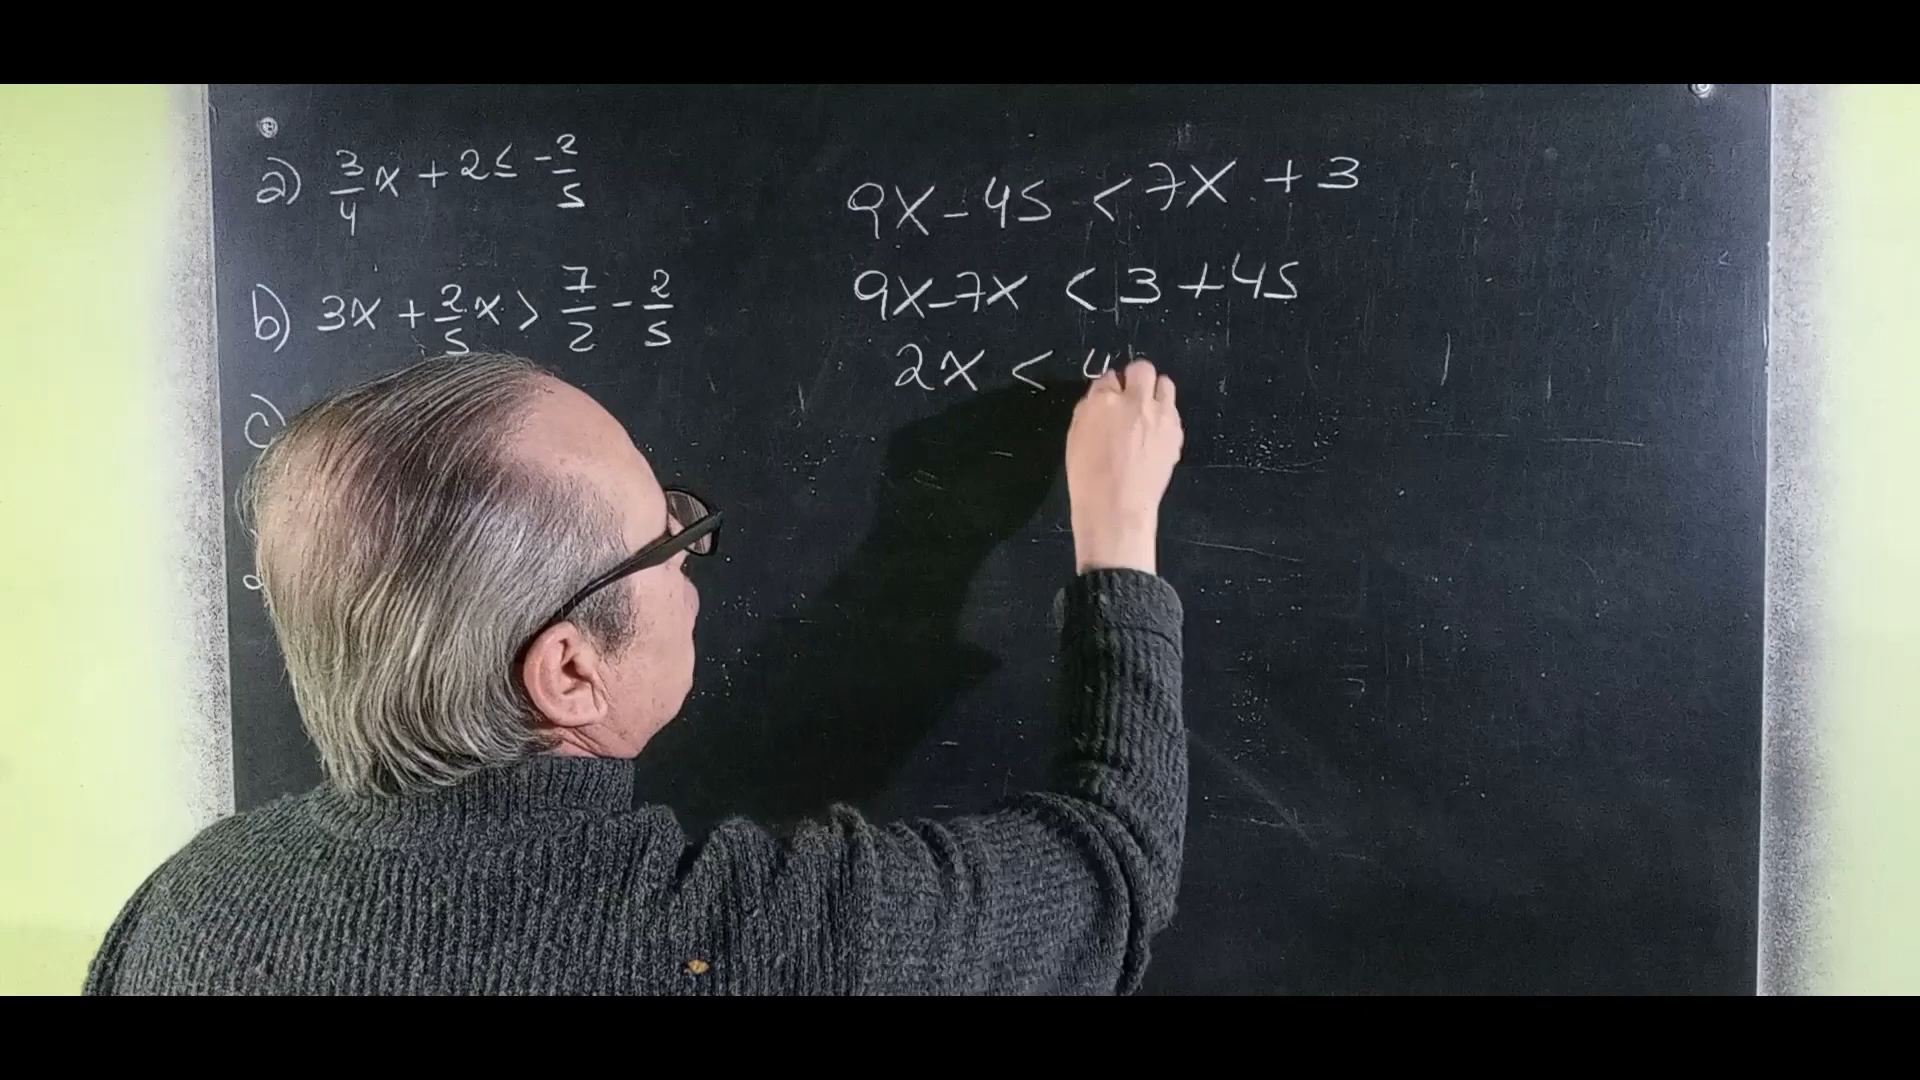 a) 3/4 x + 2 ≤ - 2/5
b) 3x + 2/5 x > 7/2 - 2/5
c)
9x - 45 < 7x + 3
9x - 7x < 3 + 45
2x < 4